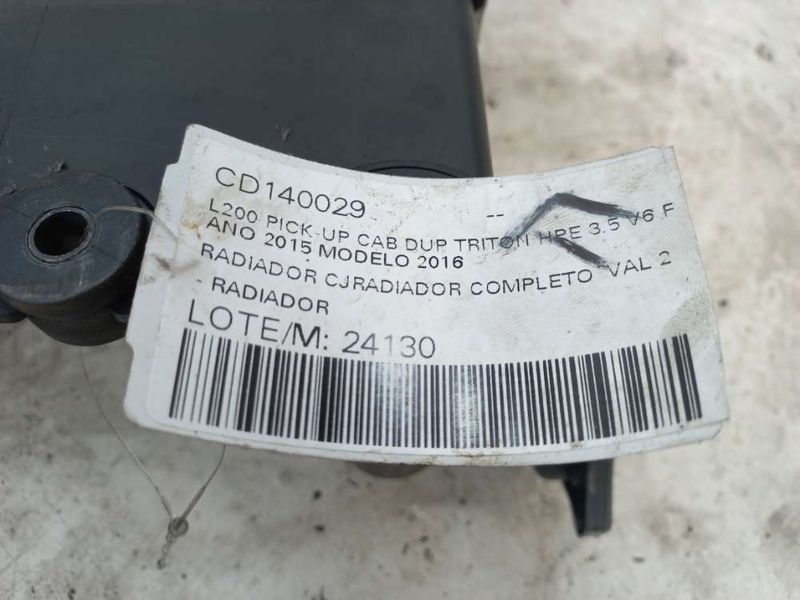 CD140029 --
L200 PICK-UP CAB DUP TRITON HPE 3.5 V6 F
ANO 2015 MODELO 2016
RADIADOR CJRADIADOR COMPLETO VAL 2
- RADIADOR
LOTE/M: 24130